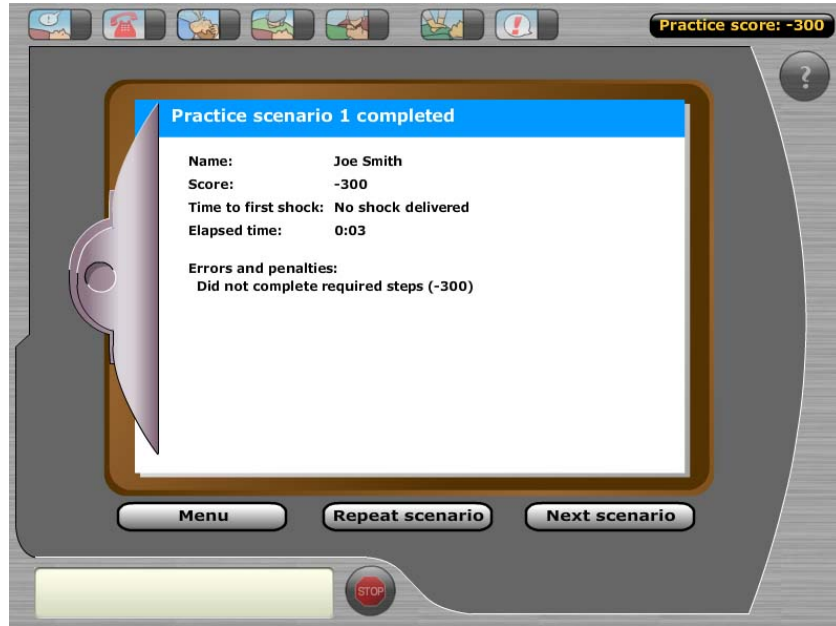 Practice score: -300
?
Practice scenario 1 completed
Name: Joe Smith
Score: -300
Time to first shock: No shock delivered
Elapsed time: 0:03
Errors and penalties:
Did not complete required steps (-300)
Menu
Repeat scenario
Next scenario
STOP